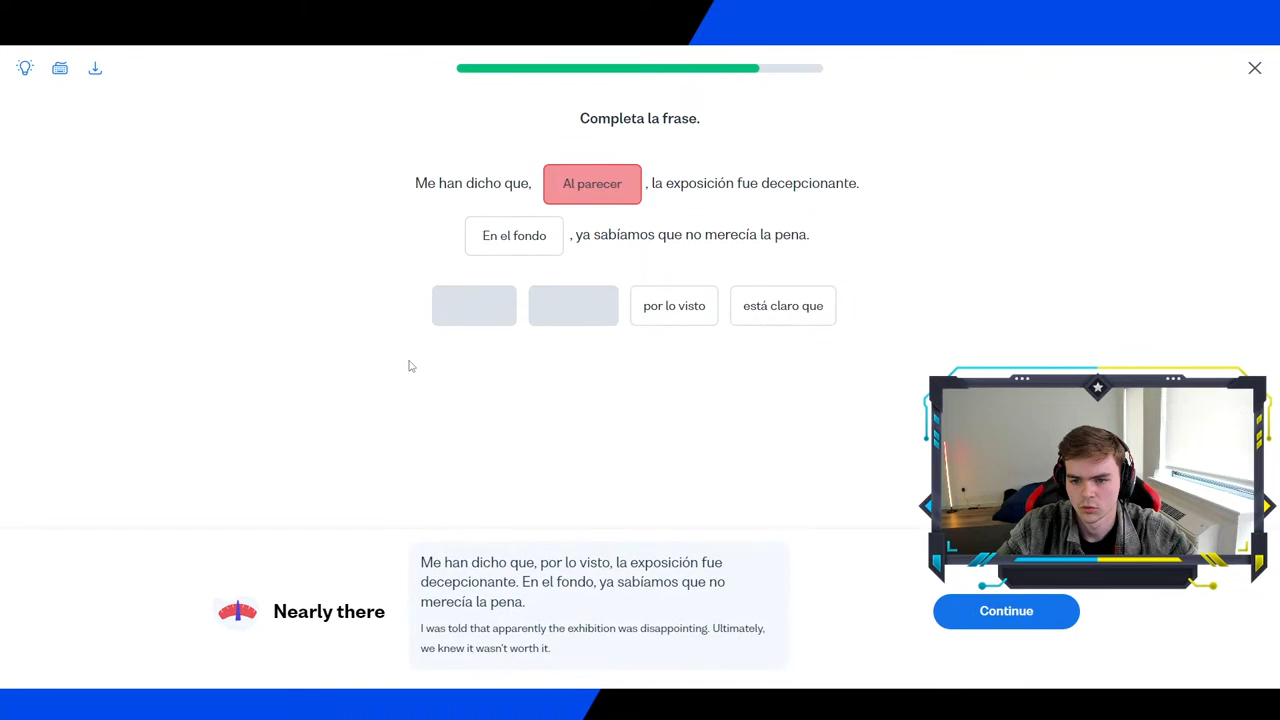 Completa la frase.
Me han dicho que, Al parecer , la exposición fue decepcionante.
En el fondo , ya sabíamos que no merecía la pena.
por lo visto está claro que
Nearly there
Me han dicho que, por lo visto, la exposición fue
decepcionante. En el fondo, ya sabíamos que no
merecía la pena.
I was told that apparently the exhibition was disappointing. Ultimately,
we knew it wasn't worth it.
Continue